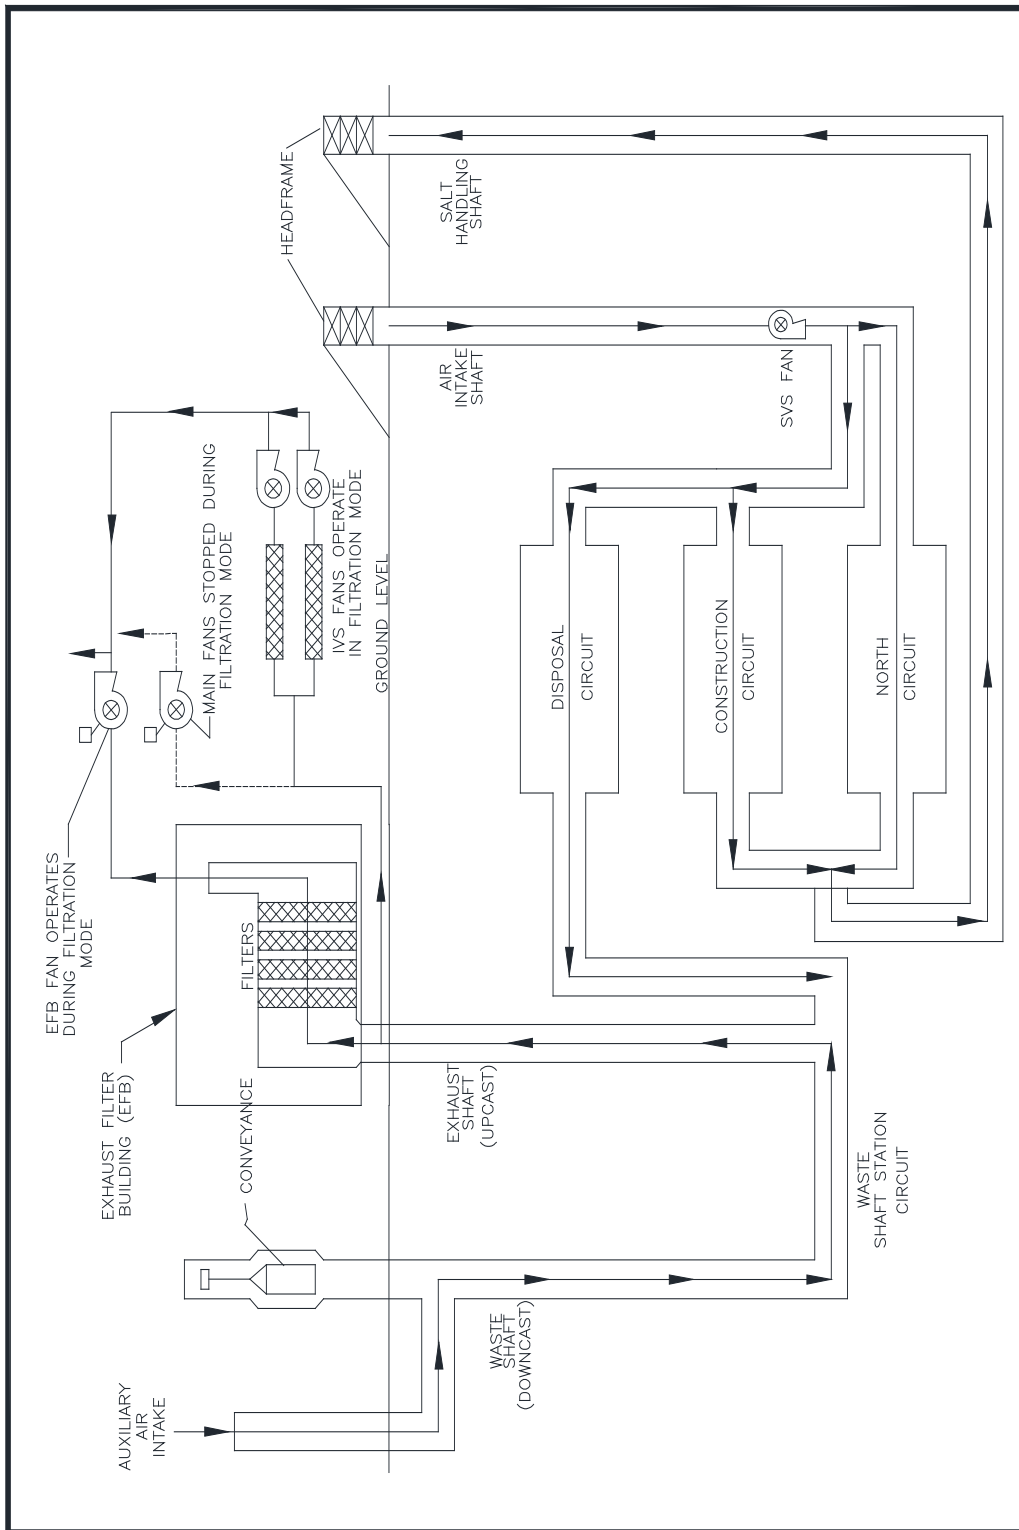 EFB FAN OPERATES
DURING FILTRATION
MODE
MAIN FANS STOPPED DURING
FILTRATION MODE
HEADFRAME
EXHAUST FILTER
BUILDING (EFB)
FILTERS
IVS FANS OPERATE
IN FILTRATION MODE
AUXILIARY
AIR
INTAKE
CONVEYANCE
GROUND LEVEL
AIR
INTAKE
SHAFT
SALT
HANDLING
SHAFT
EXHAUST
SHAFT
(UPCAST)
WASTE
SHAFT
(DOWNCAST)
DISPOSAL
CIRCUIT
CONSTRUCTION
CIRCUIT
SVS FAN
NORTH
CIRCUIT
WASTE
SHAFT STATION
CIRCUIT